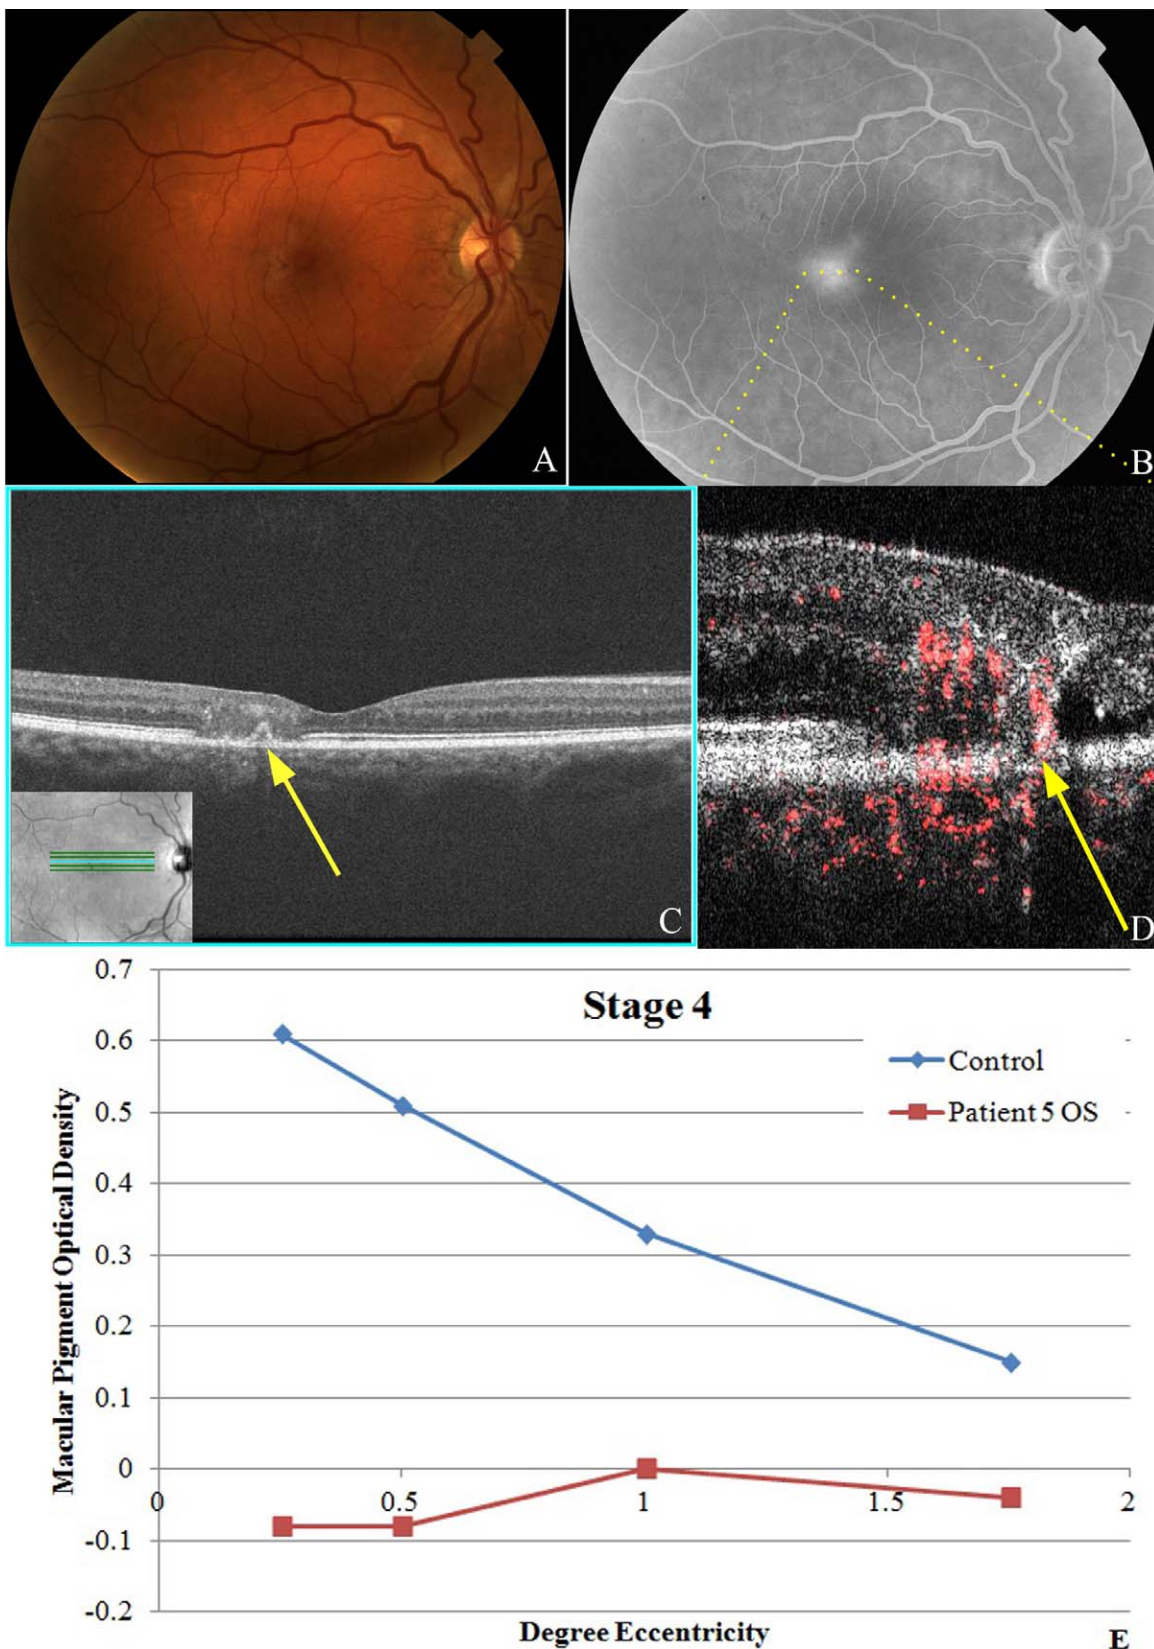 A
B
C
D
Stage 4
Control
Patient 5 OS
Macular Pigment Optical Density
0.7
0.6
0.5
0.4
0.3
0.2
0.1
0
-0.1
-0.2
0
0.5
1
1.5
2
Degree Eccentricity
E